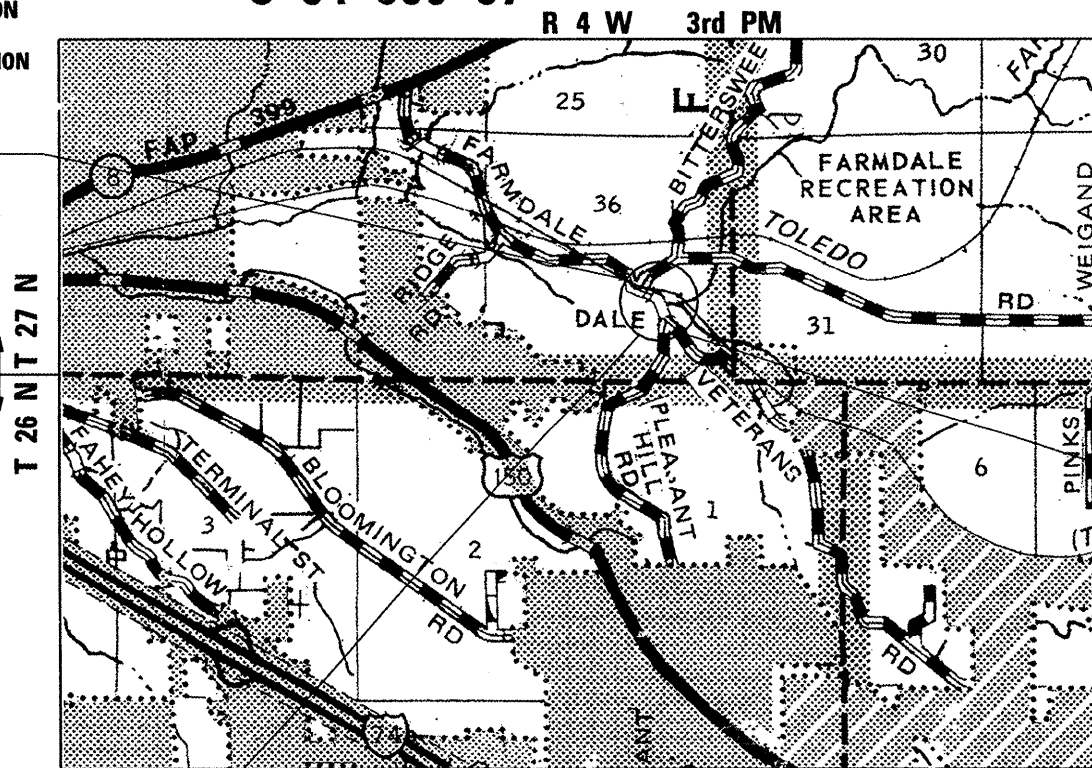 ON
R 4 W 3rd PM
ION
30
25
399
FAP
8
BITTERSWEE
FARMDALE
FARMDALE
RECREATION
AREA
36
TOLEDO
WEIGAND
RIDGE
RD
DALE
31
RD
T 26 N T 27 N
VETERANS
PLEASANT
HILL
RD
PINKS
6
FAHEY HOLLOW
TERMINAL ST
BLOOMINGTON
RD
150
3
2
1
RD
74
ANT